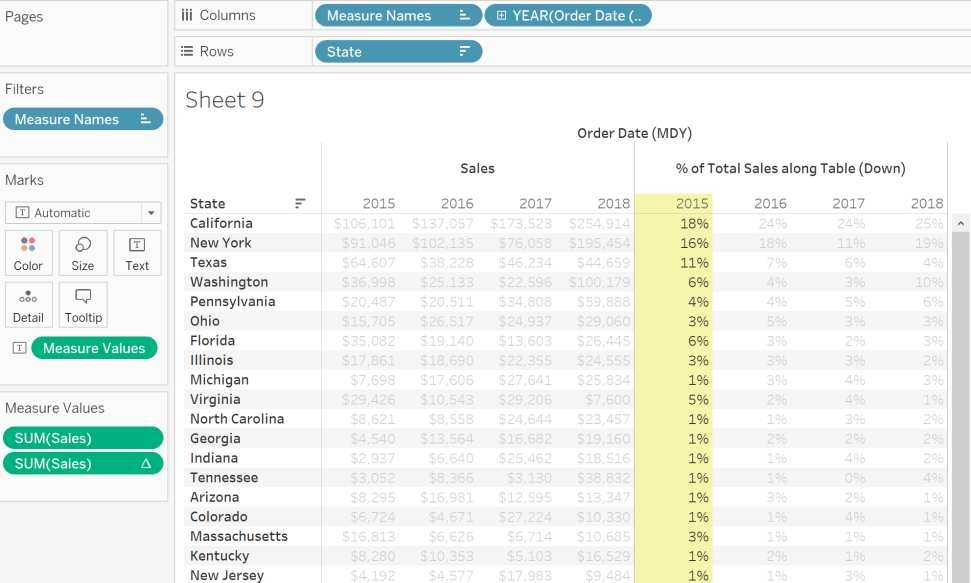 Pages
Columns
Measure Names
YEAR(Order Date (..
Rows
State
Filters
Measure Names
Marks
Automatic
Color Size Text
Detail Tooltip
Measure Values
Measure Values
SUM(Sales)
SUM(Sales) Δ
Sheet 9
Order Date (MDY)
Sales % of Total Sales along Table (Down)
State 2015 2016 2017 2018 2015 2016 2017 2018
California $106,101 $137,057 $173,523 $254,914 18% 24% 24% 25%
New York $91,046 $102,135 $76,058 $195,454 16% 18% 11% 19%
Texas $64,607 $38,228 $46,234 $44,659 11% 7% 6% 4%
Washington $36,998 $25,133 $22,596 $100,179 6% 4% 3% 10%
Pennsylvania $20,487 $20,511 $34,808 $59,888 4% 4% 5% 6%
Ohio $15,705 $26,517 $24,937 $29,060 3% 5% 3% 3%
Florida $35,082 $19,140 $13,603 $26,445 6% 3% 2% 3%
Illinois $17,861 $18,690 $22,355 $24,555 3% 3% 3% 2%
Michigan $7,698 $17,606 $27,641 $25,834 1% 3% 4% 3%
Virginia $29,426 $10,543 $29,206 $7,600 5% 2% 4% 1%
North Carolina $8,621 $8,558 $24,644 $23,457 1% 1% 3% 2%
Georgia $4,540 $13,564 $16,682 $19,160 1% 2% 2% 2%
Indiana $2,937 $6,640 $25,462 $18,516 1% 1% 4% 2%
Tennessee $3,052 $8,366 $3,130 $38,832 1% 1% 0% 4%
Arizona $8,295 $16,981 $12,595 $13,347 1% 3% 2% 1%
Colorado $6,724 $4,671 $27,224 $10,330 1% 1% 4% 1%
Massachusetts $16,813 $6,626 $6,714 $10,685 3% 1% 1% 1%
Kentucky $8,280 $10,353 $5,103 $16,529 1% 2% 1% 2%
New Jersey $4,192 $4,577 $17,983 $9,484 1% 1% 3% 1%